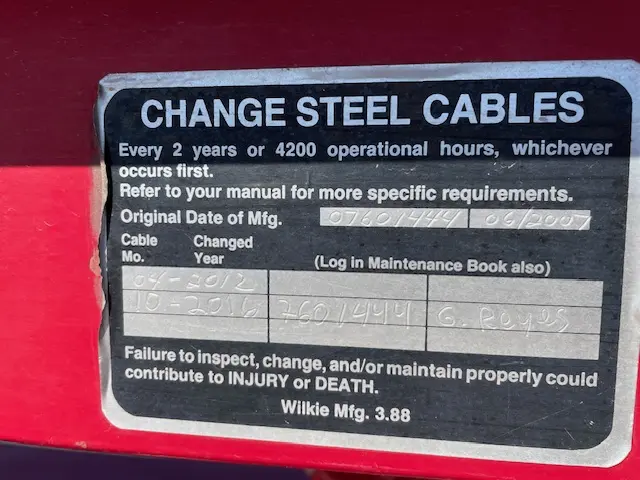 CHANGE STEEL CABLES
Every 2 years or 4200 operational hours, whichever
occurs first.
Refer to your manual for more specific requirements.
Original Date of Mfg. 07601444 06/2007
Cable Changed
Mo. Year (Log in Maintenance Book also)
04-2012
10-2016 7601444 G. Reyes
Failure to inspect, change, and/or maintain properly could
contribute to INJURY or DEATH.
Wilkie Mfg. 3.88